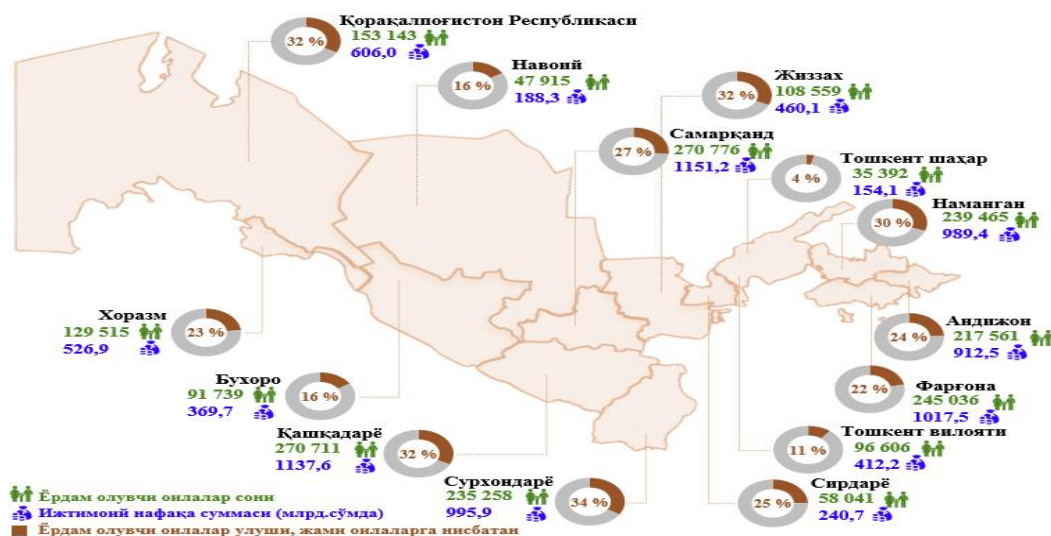 Қорақалпоғистон Республикаси
32 %
153 143
606,0
Навоий
16 %
47 915
188,3
Жиззах
32 %
108 559
460,1
Самарқанд
27 %
270 776
1151,2
Тошкент шаҳар
4 %
35 392
154,1
Наманган
30 %
239 465
989,4
Хоразм
23 %
129 515
526,9
Андижон
24 %
217 561
912,5
Бухоро
16 %
91 739
369,7
Фарғона
22 %
245 036
1017,5
Қашқадарё
32 %
270 711
1137,6
Тошкент вилояти
11 %
96 606
412,2
Сурхондарё
34 %
235 258
995,9
Сирдарё
25 %
58 041
240,7
Ёрдам олувчи оилалар сони
Ижтимоий нафақа суммаси (млрд.сўмда)
Ёрдам олувчи оилалар улуши, жами оилаларга нисбатан